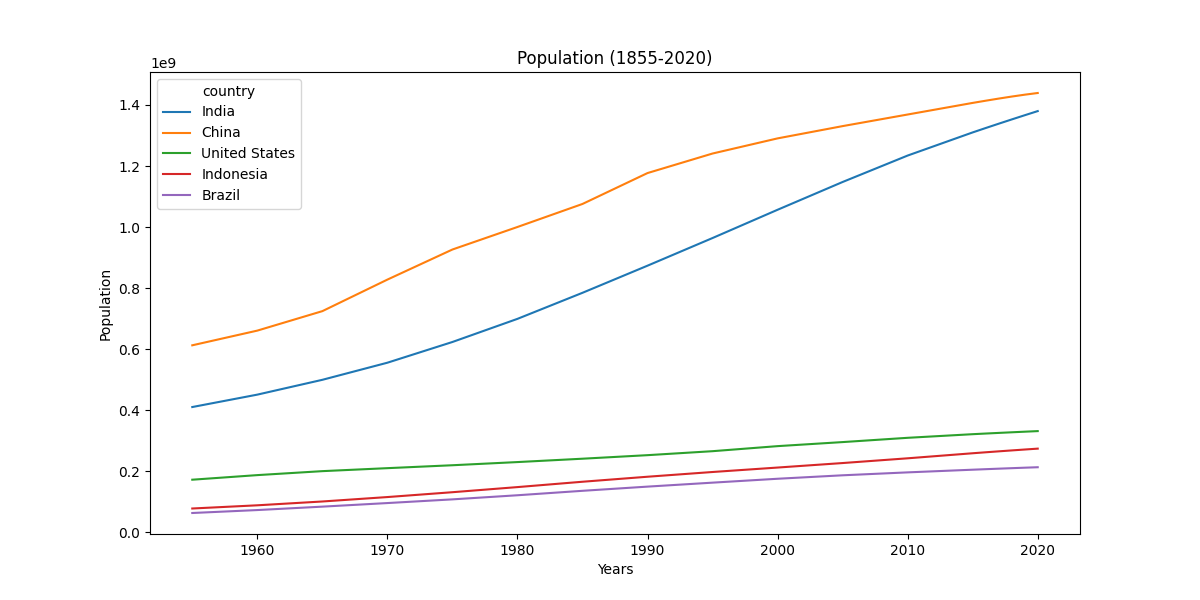 Population (1855-2020)
1e9
country
India
China
United States
Indonesia
Brazil
1.4
1.2
1.0
0.8
0.6
0.4
0.2
0.0
Population
1960 1970 1980 1990 2000 2010 2020
Years